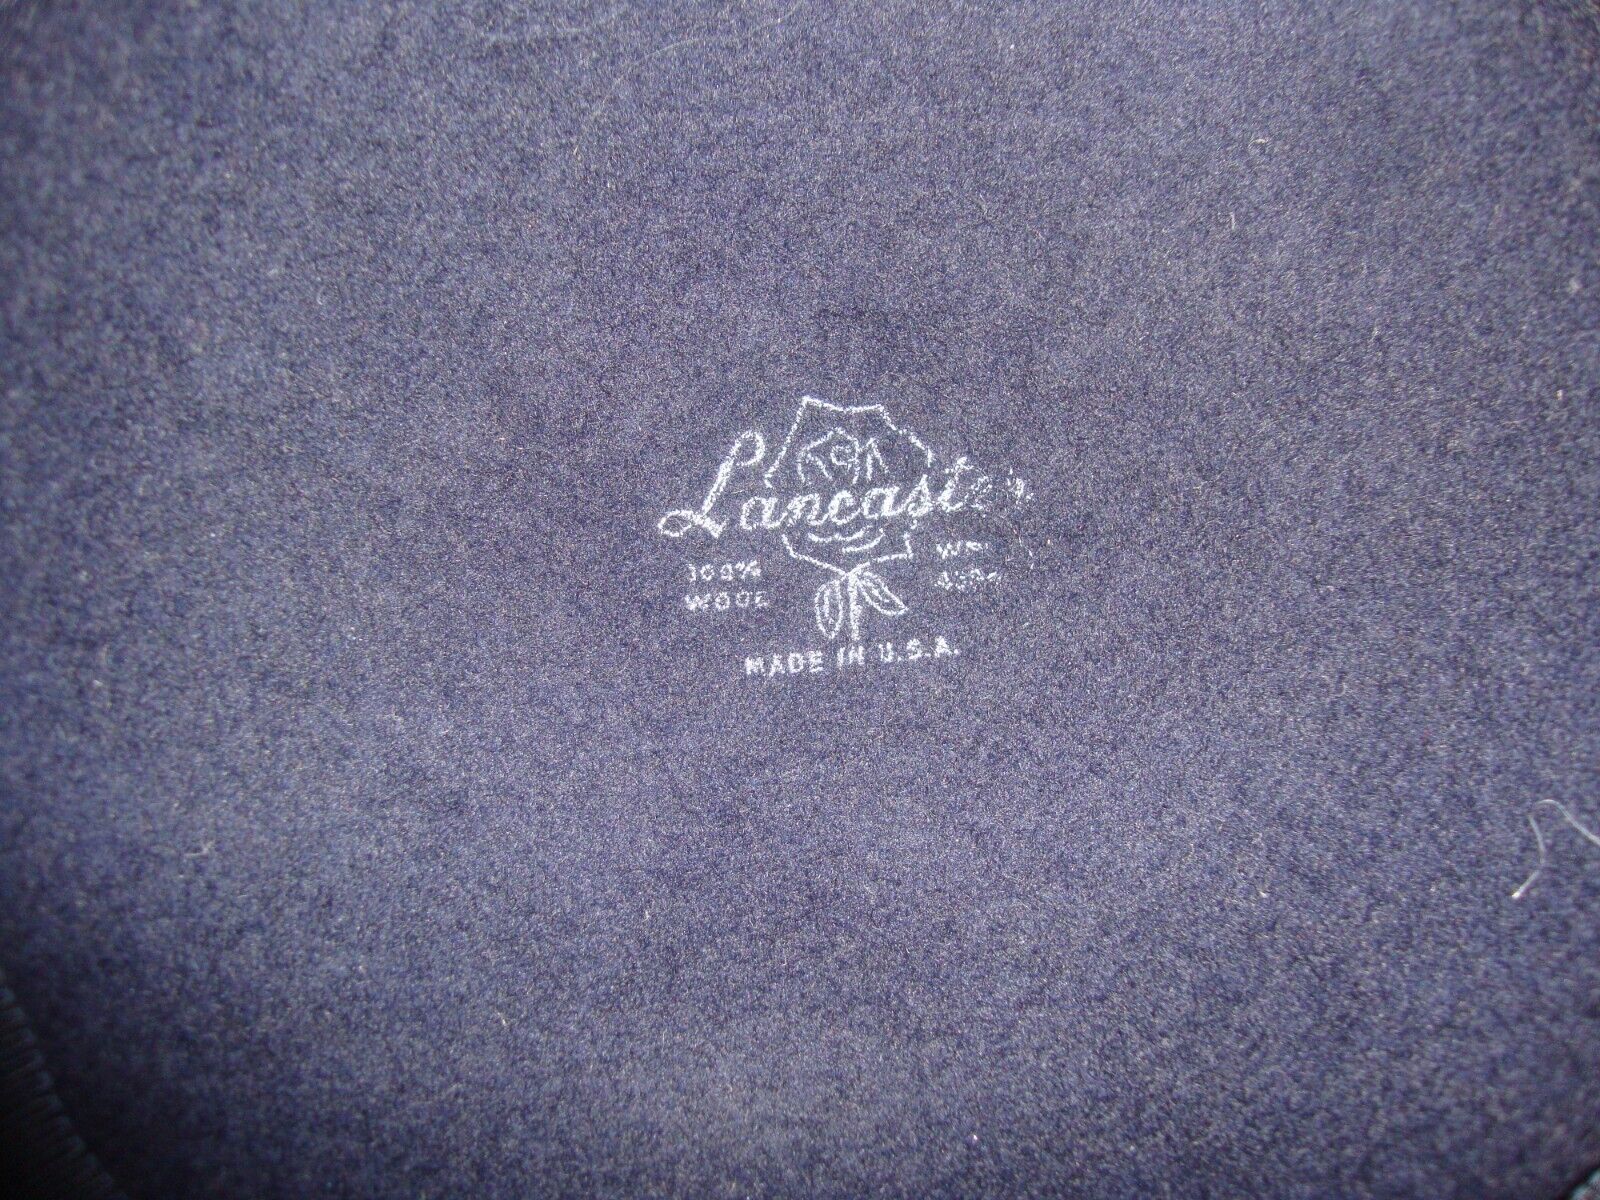 Lancaster
100%
WOOL
MADE IN U.S.A.